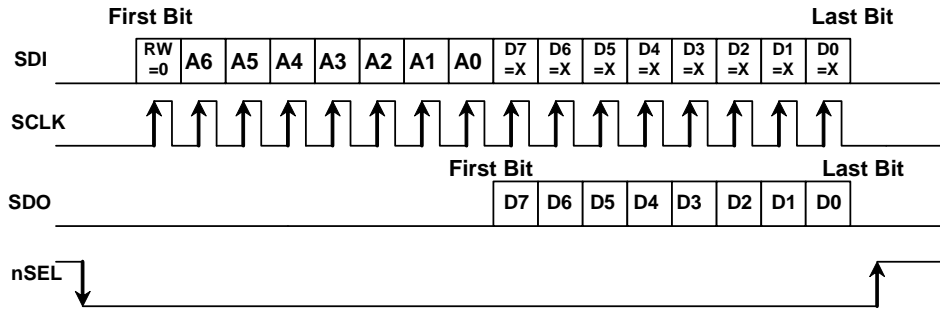 First Bit Last Bit
SDI RW =0 A6 A5 A4 A3 A2 A1 A0 D7 =X D6 =X D5 =X D4 =X D3 =X D2 =X D1 =X D0 =X
SCLK
First Bit Last Bit
SDO D7 D6 D5 D4 D3 D2 D1 D0
nSEL